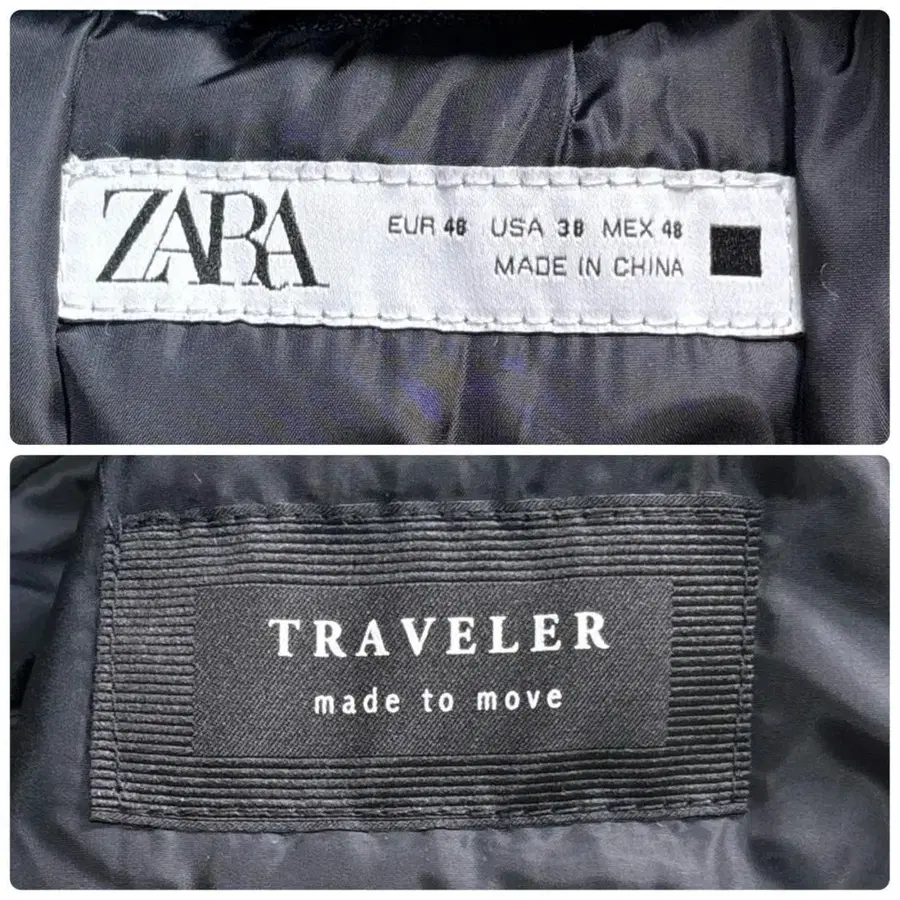 ZARA
EUR 48 USA 38 MEX 48
MADE IN CHINA
TRAVELER
made to move